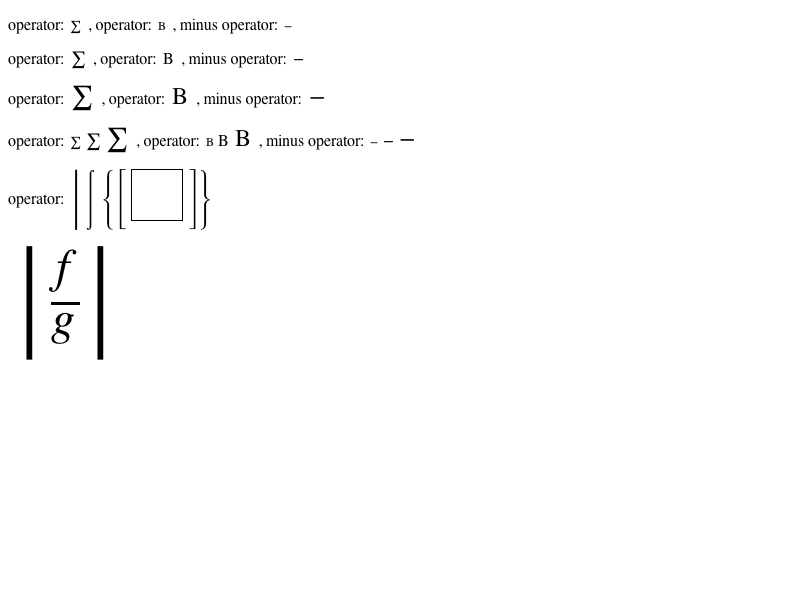 operator: ∑ , operator: B , minus operator: −
operator: ∑ , operator: B , minus operator: −
operator: ∑ , operator: B , minus operator: −
operator: ∑ ∑ ∑ , operator: B B B , minus operator: − − −
operator: | ∫ { [ ] }
| f
g |